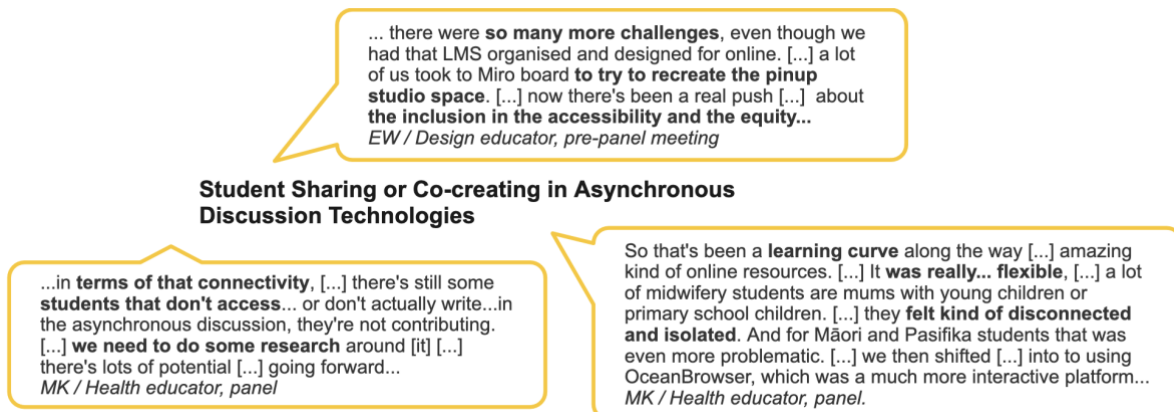 ... there were so many more challenges, even though we
had that LMS organised and designed for online. [...] a lot
of us took to Miro board to try to recreate the pinup
studio space. [...] now there's been a real push [...]  about
the inclusion in the accessibility and the equity...
EW / Design educator, pre-panel meeting
Student Sharing or Co-creating in Asynchronous
Discussion Technologies
...in terms of that connectivity, [...] there's still some
students that don't access... or don't actually write...in
the asynchronous discussion, they're not contributing.
[...] we need to do some research around [it] [...]
there's lots of potential [...] going forward...
MK / Health educator, panel
So that's been a learning curve along the way [...] amazing
kind of online resources. [...] It was really... flexible, [...] a lot
of midwifery students are mums with young children or
primary school children. [...] they felt kind of disconnected
and isolated. And for Māori and Pasifika students that was
even more problematic. [...] we then shifted [...] into to using
OceanBrowser, which was a much more interactive platform...
MK / Health educator, panel.